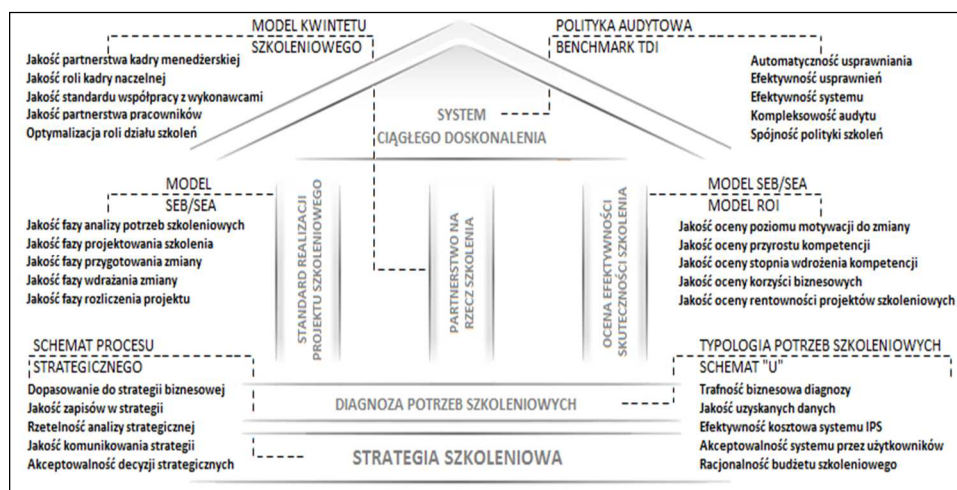 MODEL KWINTETU
SZKOLENIOWEGO
Jakość partnerstwa kadry menedżerskiej
Jakość roli kadry naczelnej
Jakość standardu współpracy z wykonawcami
Jakość partnerstwa pracowników
Optymalizacja roli działu szkoleń
POLITYKA AUDYTOWA
BENCHMARK TDI
Automatyczność usprawniania
Efektywność usprawnień
Efektywność systemu
Kompleksowość audytu
Spójność polityki szkoleń
SYSTEM
CIĄGŁEGO DOSKONALENIA
MODEL
SEB/SEA
Jakość fazy analizy potrzeb szkoleniowych
Jakość fazy projektowania szkolenia
Jakość fazy przygotowania zmiany
Jakość fazy wdrażania zmiany
Jakość fazy rozliczenia projektu
STANDARD REALIZACJI
PROJEKTU SZKOLENIOWEGO
PARTNERSTWO NA
RZECZ SZKOLENIA
OCENA EFEKTYWNOŚCI
SKUTECZNOŚCI SZKOLENIA
MODEL SEB/SEA
MODEL ROI
Jakość oceny poziomu motywacji do zmiany
Jakość oceny przyrostu kompetencji
Jakość oceny stopnia wdrożenia kompetencji
Jakość oceny korzyści biznesowych
Jakość oceny rentowności projektów szkoleniowych
SCHEMAT PROCESU
STRATEGICZNEGO
Dopasowanie do strategii biznesowej
Jakość zapisów w strategii
Rzetelność analizy strategicznej
Jakość komunikowania strategii
Akceptowalność decyzji strategicznych
DIAGNOZA POTRZEB SZKOLENIOWYCH
STRATEGIA SZKOLENIOWA
TYPOLOGIA POTRZEB SZKOLENIOWYCH
SCHEMAT "U"
Trafność biznesowa diagnozy
Jakość uzyskanych danych
Efektywność kosztowa systemu IPS
Akceptowalność systemu przez użytkowników
Racjonalność budżetu szkoleniowego